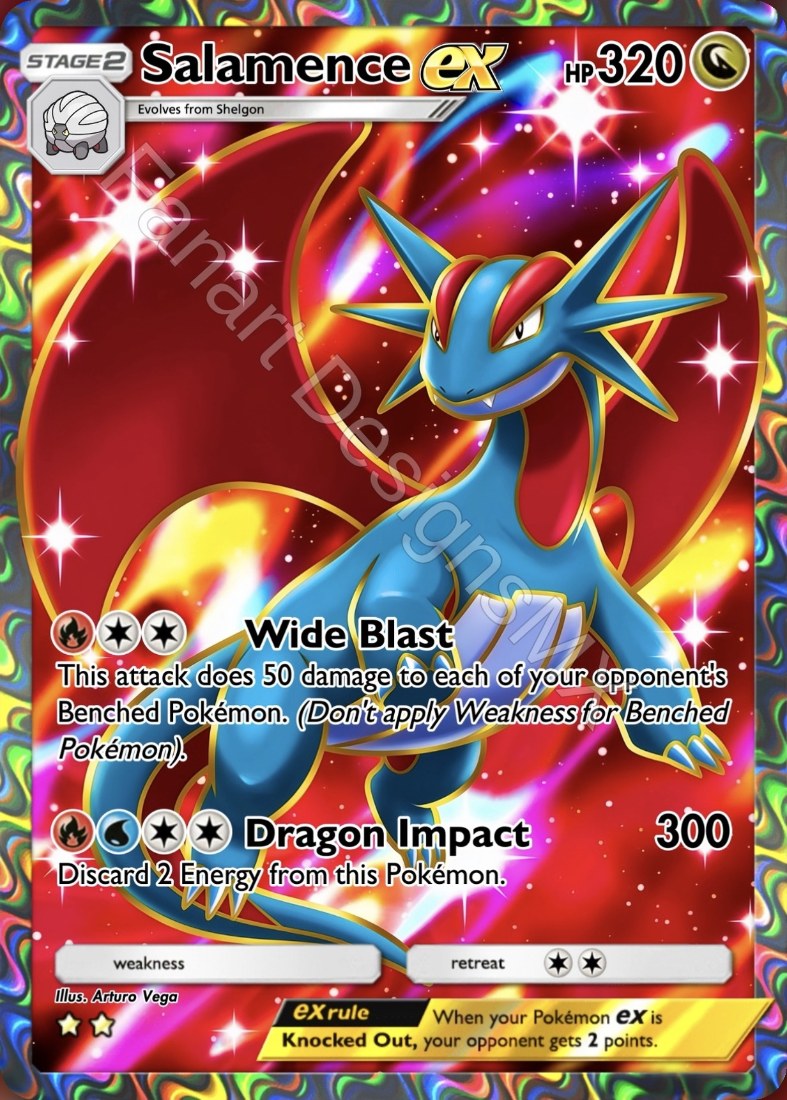 STAGE2 Salamence ex HP320
Evolves from Shelgon
Fanart DesignsMX
Wide Blast
This attack does 50 damage to each of your opponent's
Benched Pokémon. (Don't apply Weakness for Benched
Pokémon).
Dragon Impact 300
Discard 2 Energy from this Pokémon.
weakness retreat
Illus. Arturo Vega
ex rule When your Pokémon ex is
Knocked Out, your opponent gets 2 points.